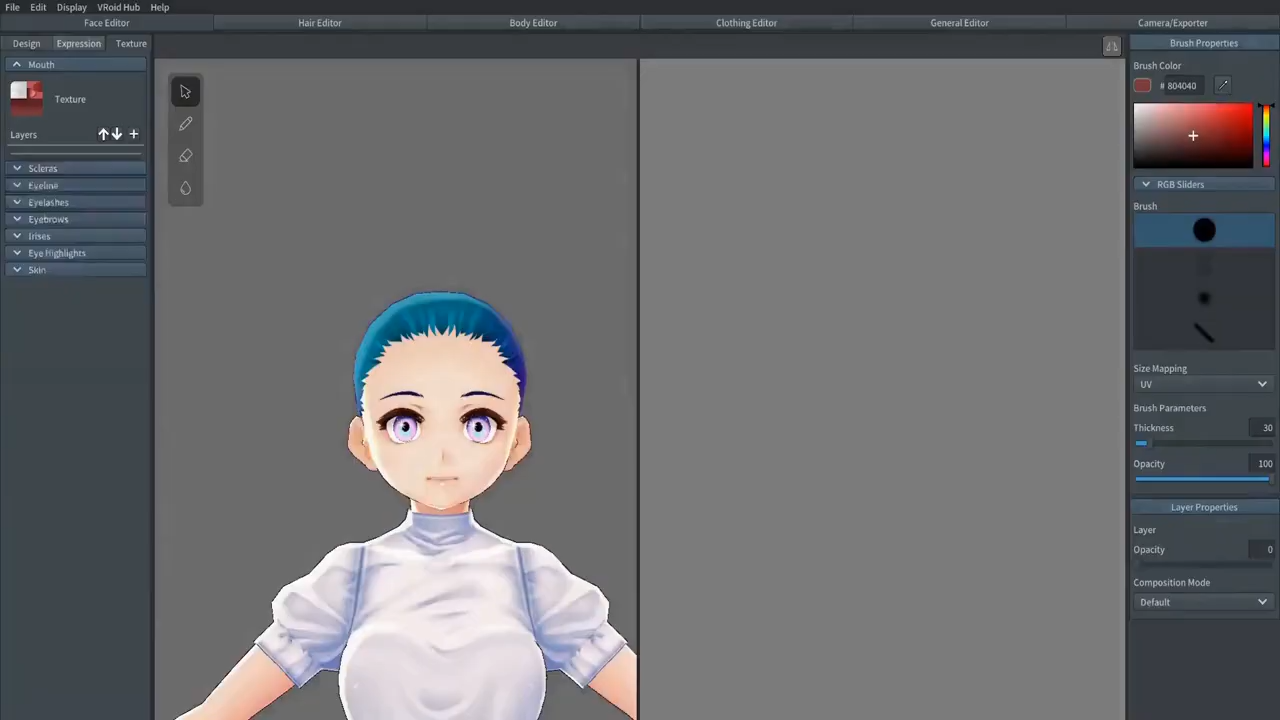 File Edit Display VRoid Hub Help
Face Editor Hair Editor Body Editor Clothing Editor General Editor Camera/Exporter
Design Expression Texture
Mouth
Texture
Layers
Scleras
Eyeline
Eyelashes
Eyebrows
Irises
Eye Highlights
Skin
Brush Properties
Brush Color
# 804040
RGB Sliders
Brush
Size Mapping
UV
Brush Parameters
Thickness 30
Opacity 100
Layer Properties
Layer
Opacity 0
Composition Mode
Default